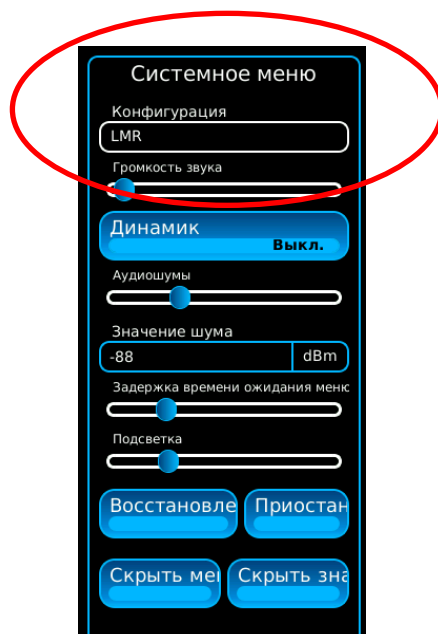 Системное меню
Конфигурация
LMR
Громкость звука
Динамик
Выкл.
Аудиошумы
Значение шума
-88 dBm
Задержка времени ожидания меню
Подсветка
Восстановле Приостан
Скрыть ме Скрыть зна